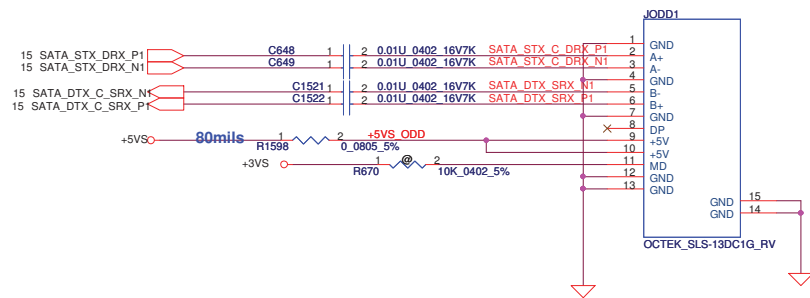 JODD1
1 GND
15 SATA_STX_DRX_P1 C648 1 2 0.01U_0402_16V7K SATA_STX_C_DRX_P1 2 A+
15 SATA_STX_DRX_N1 C649 1 2 0.01U_0402_16V7K SATA_STX_C_DRX_N1 3 A-
4 GND
15 SATA_DTX_C_SRX_N1 C1521 1 2 0.01U_0402_16V7K SATA_DTX_SRX_N1 5 B-
15 SATA_DTX_C_SRX_P1 C1522 1 2 0.01U_0402_16V7K SATA_DTX_SRX_P1 6 B+
7 GND
8 DP
+5VS 80mils R1598 1 2 0_0805_5% +5VS_ODD 9 +5V
10 +5V
+3VS R670 1 @ 2 10K_0402_5% 11 MD
12 GND
13 GND
GND 15
GND 14
OCTEK_SLS-13DC1G_RV